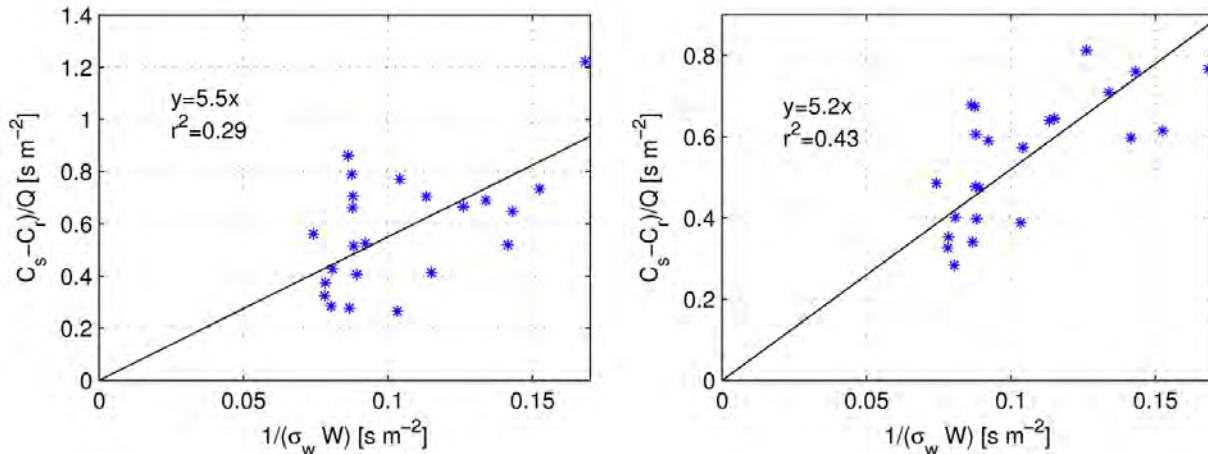 1.4
1.2
1
0.8
0.6
0.4
0.2
0
C_s−C_r)/Q [s m^{−2}]
y=5.5x
r²=0.29
0 0.05 0.1 0.15
1/(σ_w W) [s m^{−2}]
0.8
0.6
0.4
0.2
0
C_s−C_r)/Q [s m^{−2}]
y=5.2x
r²=0.43
0 0.05 0.1 0.15
1/(σ_w W) [s m^{−2}]